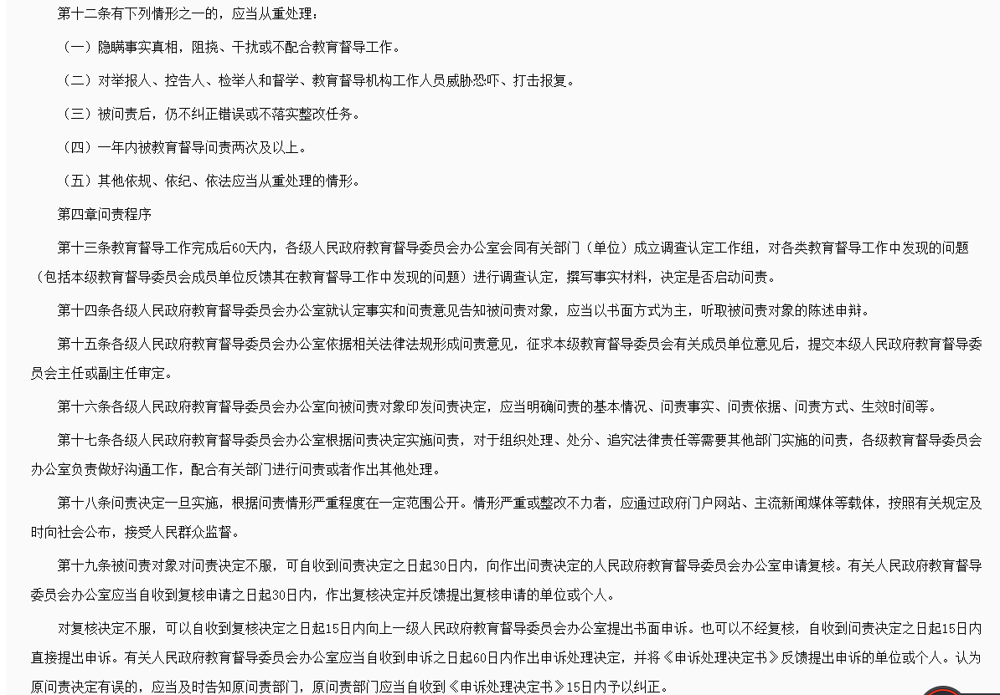 第十二条有下列情形之一的，应当从重处理：
（一）隐瞒事实真相，阻挠、干扰或不配合教育督导工作。
（二）对举报人、控告人、检举人和督学、教育督导机构工作人员威胁恐吓、打击报复。
（三）被问责后，仍不纠正错误或不落实整改任务。
（四）一年内被教育督导问责两次及以上。
（五）其他依规、依纪、依法应当从重处理的情形。
第四章问责程序
第十三条教育督导工作完成后60天内，各级人民政府教育督导委员会办公室会同有关部门（单位）成立调查认定工作组，对各类教育督导工作中发现的问题
（包括本级教育督导委员会成员单位反馈其在教育督导工作中发现的问题）进行调查认定，撰写事实材料，决定是否启动问责。
第十四条各级人民政府教育督导委员会办公室就认定事实和问责意见告知被问责对象，应当以书面方式为主，听取被问责对象的陈述申辩。
第十五条各级人民政府教育督导委员会办公室依据相关法律法规形成问责意见，征求本级教育督导委员会有关成员单位意见后，提交本级人民政府教育督导委
员会主任或副主任审定。
第十六条各级人民政府教育督导委员会办公室向被问责对象印发问责决定，应当明确问责的基本情况、问责事实、问责依据、问责方式、生效时间等。
第十七条各级人民政府教育督导委员会办公室根据问责决定实施问责，对于组织处理、处分、追究法律责任等需要其他部门实施的问责，各级教育督导委员会
办公室负责做好沟通工作，配合有关部门进行问责或者作出其他处理。
第十八条问责决定一旦实施，根据问责情形严重程度在一定范围公开。情形严重或整改不力者，应通过政府门户网站、主流新闻媒体等载体，按照有关规定及
时向社会公布，接受人民群众监督。
第十九条被问责对象对问责决定不服，可自收到问责决定之日起30日内，向作出问责决定的人民政府教育督导委员会办公室申请复核。有关人民政府教育督导
委员会办公室应当自收到复核申请之日起30日内，作出复核决定并反馈提出复核申请的单位或个人。
对复核决定不服，可以自收到复核决定之日起15日内向上一级人民政府教育督导委员会办公室提出书面申诉。也可以不经复核，自收到问责决定之日起15日内
直接提出申诉。有关人民政府教育督导委员会办公室应当自收到申诉之日起60日内作出申诉处理决定，并将《申诉处理决定书》反馈提出申诉的单位或个人。认为
原问责决定有误的，应当及时告知原问责部门，原问责部门应当自收到《申诉处理决定书》15日内予以纠正。